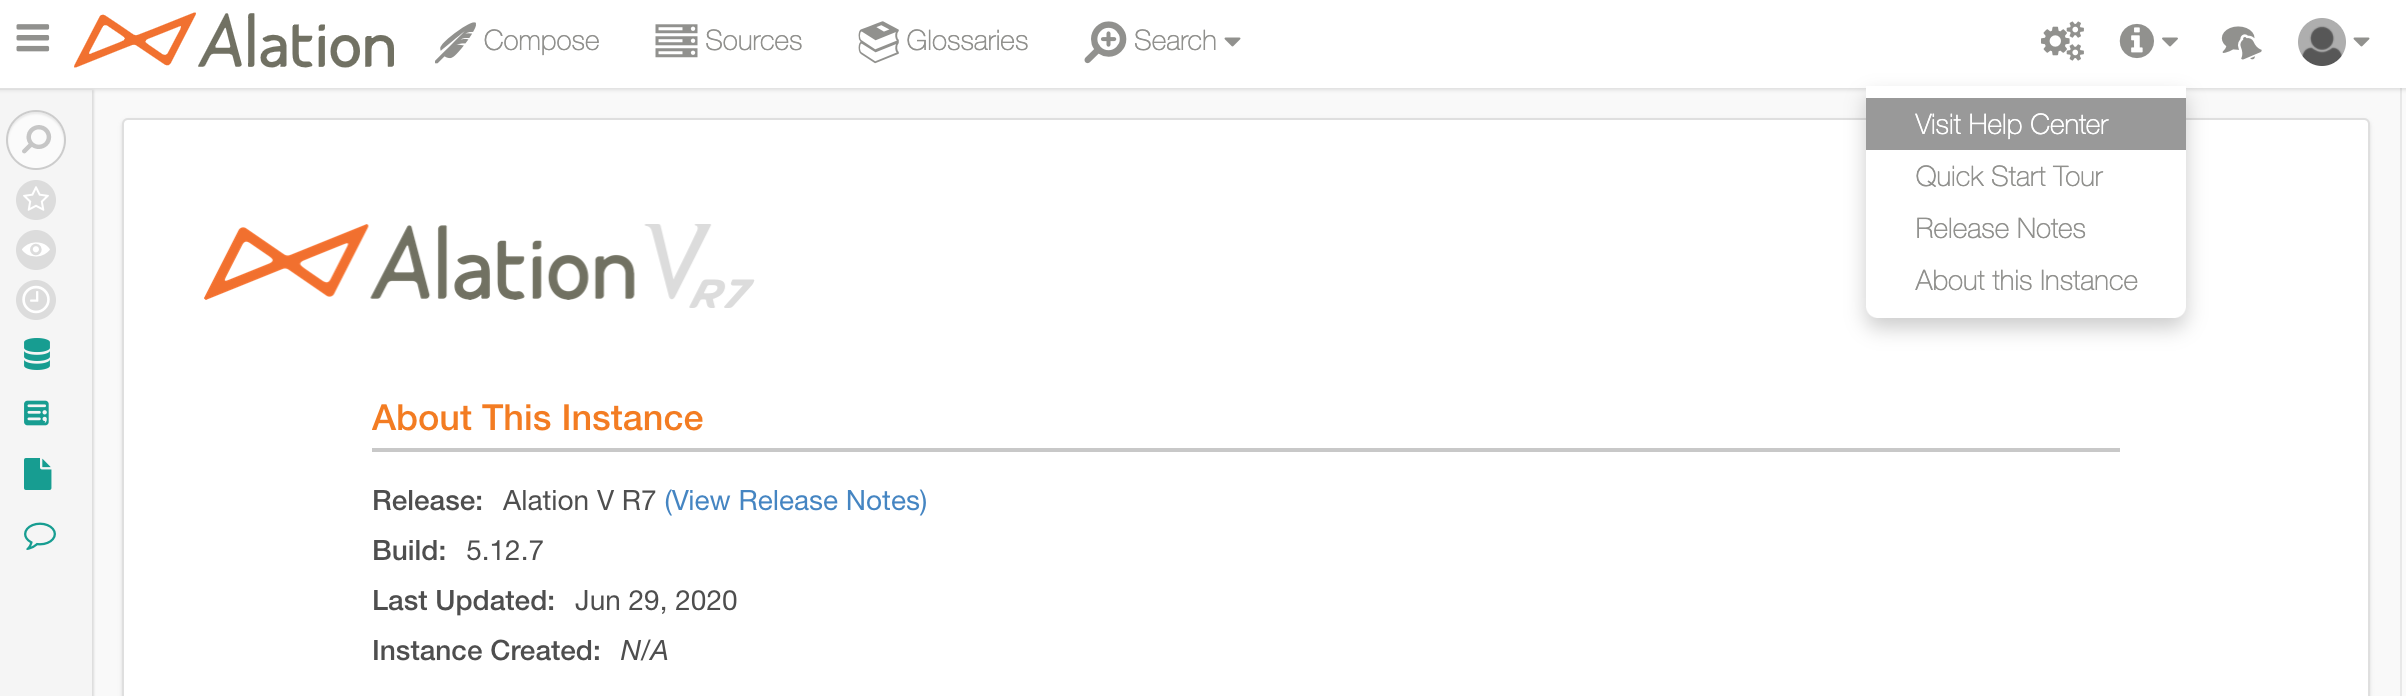 Alation Compose Sources Glossaries Search
Visit Help Center
Quick Start Tour
Release Notes
About this Instance
Alation V R7
About This Instance
Release: Alation V R7 (View Release Notes)
Build: 5.12.7
Last Updated: Jun 29, 2020
Instance Created: N/A